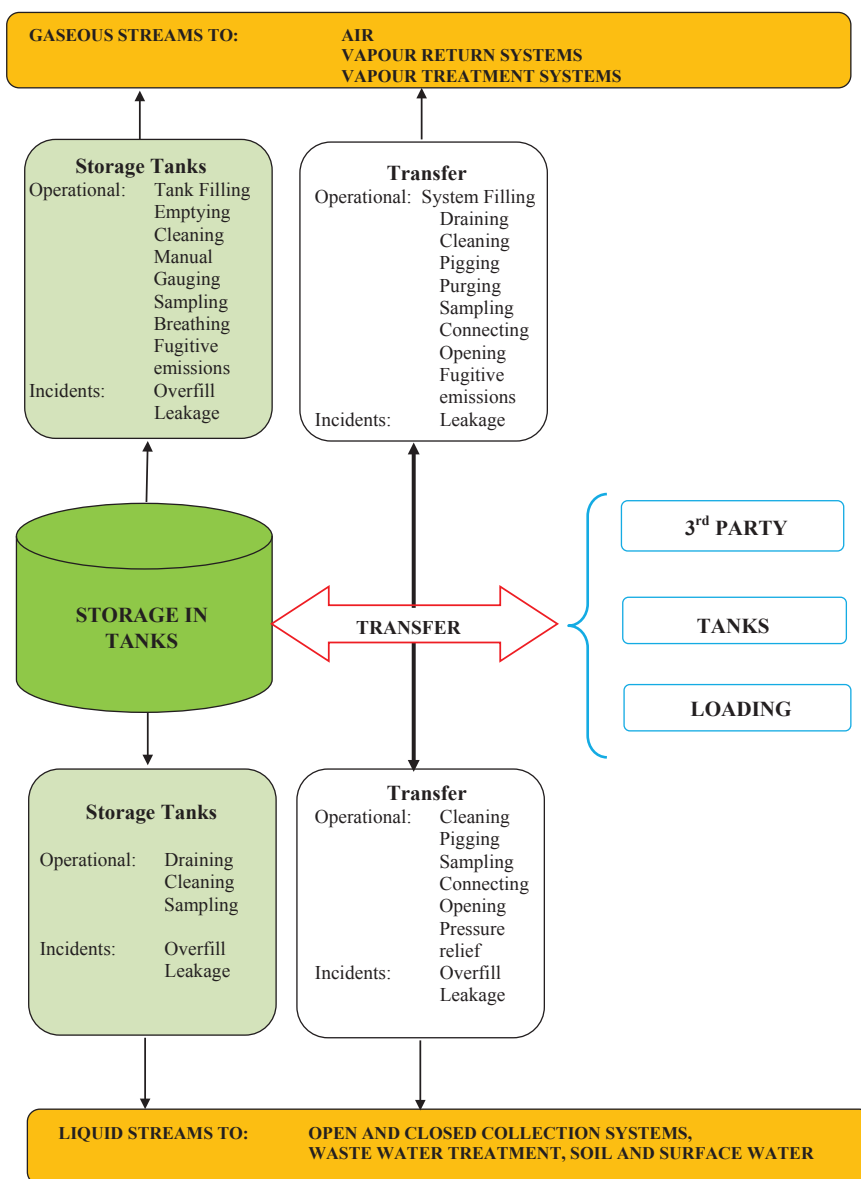 GASEOUS STREAMS TO: AIR
VAPOUR RETURN SYSTEMS
VAPOUR TREATMENT SYSTEMS
Storage Tanks
Operational: Tank Filling
Emptying
Cleaning
Manual
Gauging
Sampling
Breathing
Fugitive
emissions
Incidents: Overfill
Leakage
Transfer
Operational: System Filling
Draining
Cleaning
Pigging
Purging
Sampling
Connecting
Opening
Fugitive
emissions
Incidents: Leakage
STORAGE IN
TANKS
TRANSFER
3rd PARTY
TANKS
LOADING
Storage Tanks
Operational: Draining
Cleaning
Sampling
Incidents: Overfill
Leakage
Transfer
Operational: Cleaning
Pigging
Sampling
Connecting
Opening
Pressure
relief
Incidents: Overfill
Leakage
LIQUID STREAMS TO: OPEN AND CLOSED COLLECTION SYSTEMS,
WASTE WATER TREATMENT, SOIL AND SURFACE WATER